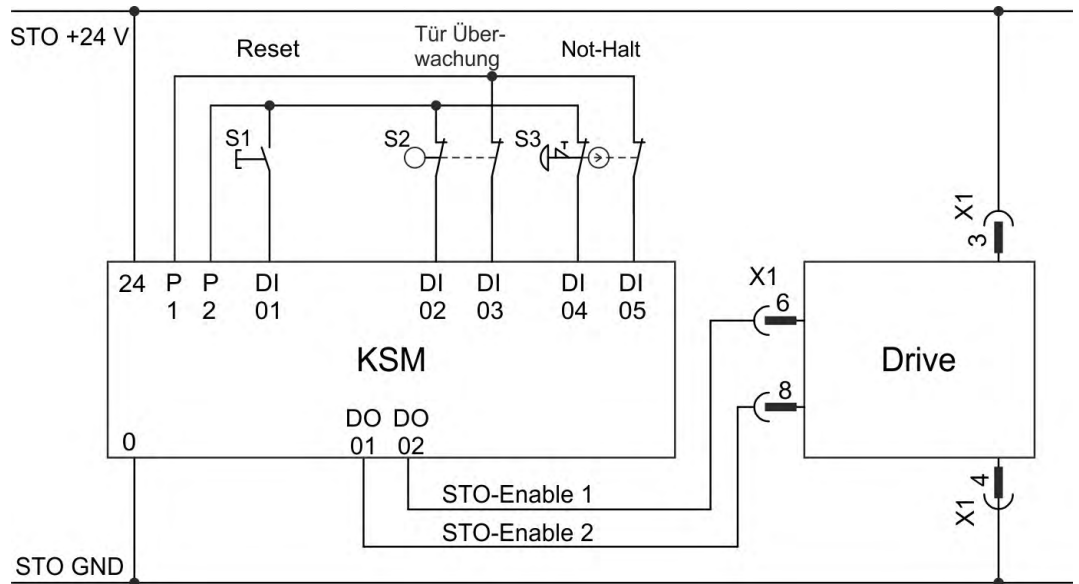 STO +24 V
Reset
Tür Über-
wachung
Not-Halt
S1
S2
S3
X1
3
24 P P DI DI DI DI DI
1 2 01 02 03 04 05
X1
6
KSM
Drive
8
DO DO
0
01 02
4
X1
STO-Enable 1
STO-Enable 2
STO GND